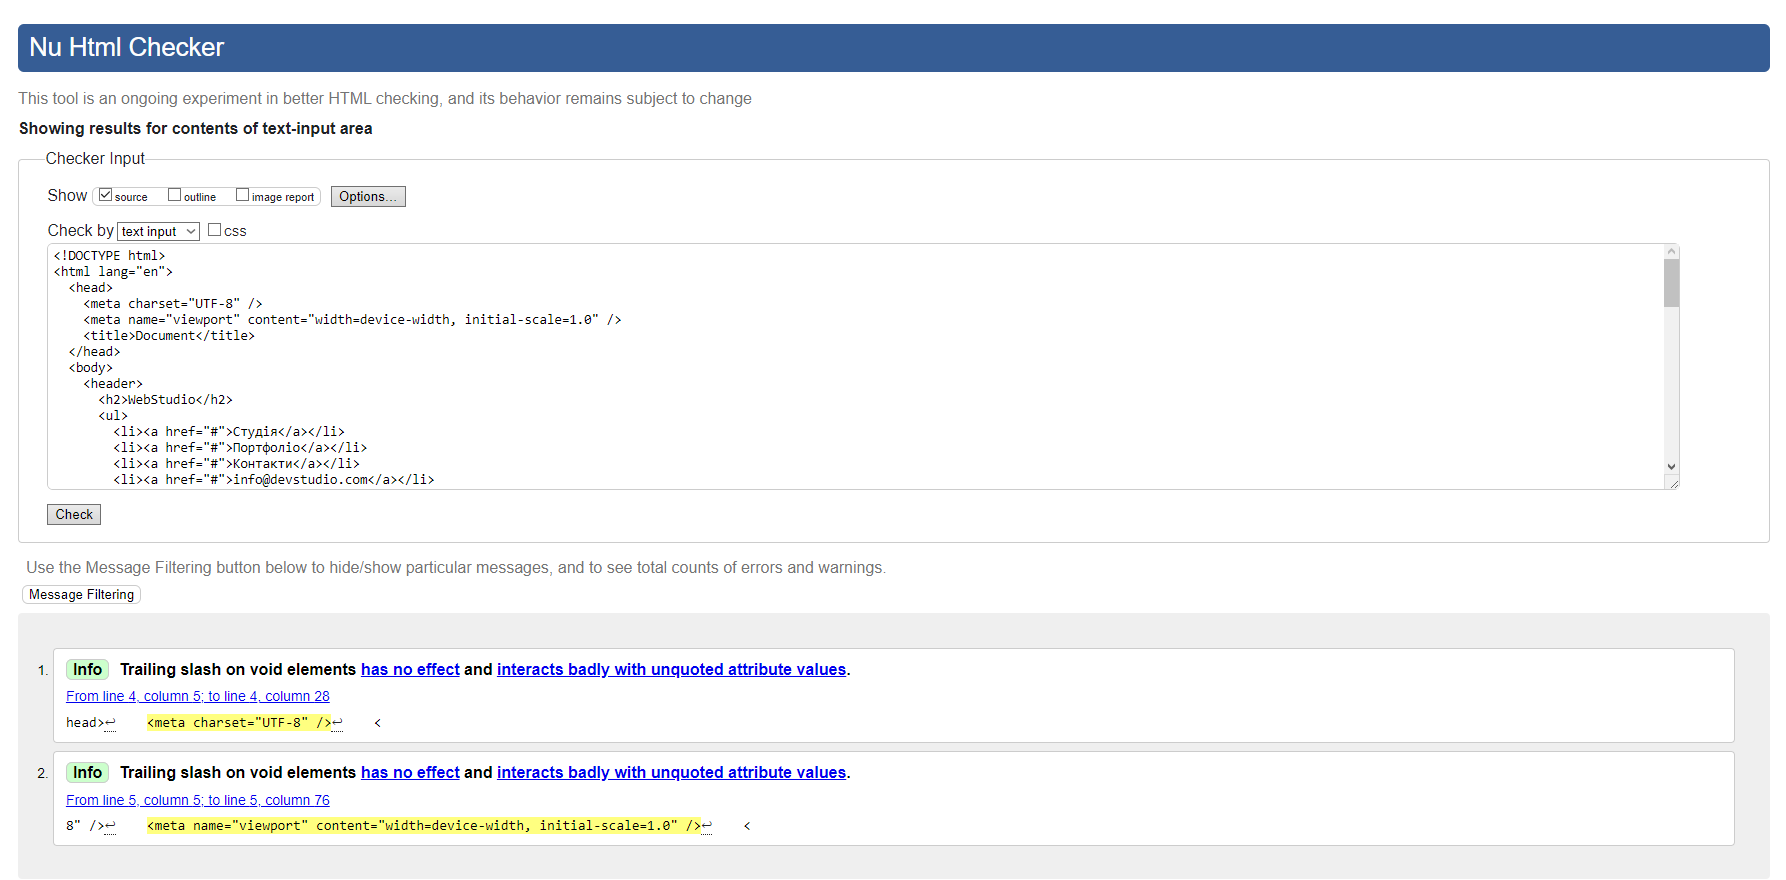 Nu Html Checker
This tool is an ongoing experiment in better HTML checking, and its behavior remains subject to change
Showing results for contents of text-input area
Checker Input
Show source outline image report Options...
Check by text input css
<!DOCTYPE html>
<html lang="en">
  <head>
    <meta charset="UTF-8" />
    <meta name="viewport" content="width=device-width, initial-scale=1.0" />
    <title>Document</title>
  </head>
  <body>
    <header>
      <h2>WebStudio</h2>
      <ul>
        <li><a href="#">Студія</a></li>
        <li><a href="#">Портфоліо</a></li>
        <li><a href="#">Контакти</a></li>
        <li><a href="#">info@devstudio.com</a></li>
Check
Use the Message Filtering button below to hide/show particular messages, and to see total counts of errors and warnings.
Message Filtering
1. Info Trailing slash on void elements has no effect and interacts badly with unquoted attribute values.
From line 4, column 5; to line 4, column 28
head>↩    <meta charset="UTF-8" />↩    <
2. Info Trailing slash on void elements has no effect and interacts badly with unquoted attribute values.
From line 5, column 5; to line 5, column 76
8" />↩    <meta name="viewport" content="width=device-width, initial-scale=1.0" />↩    <